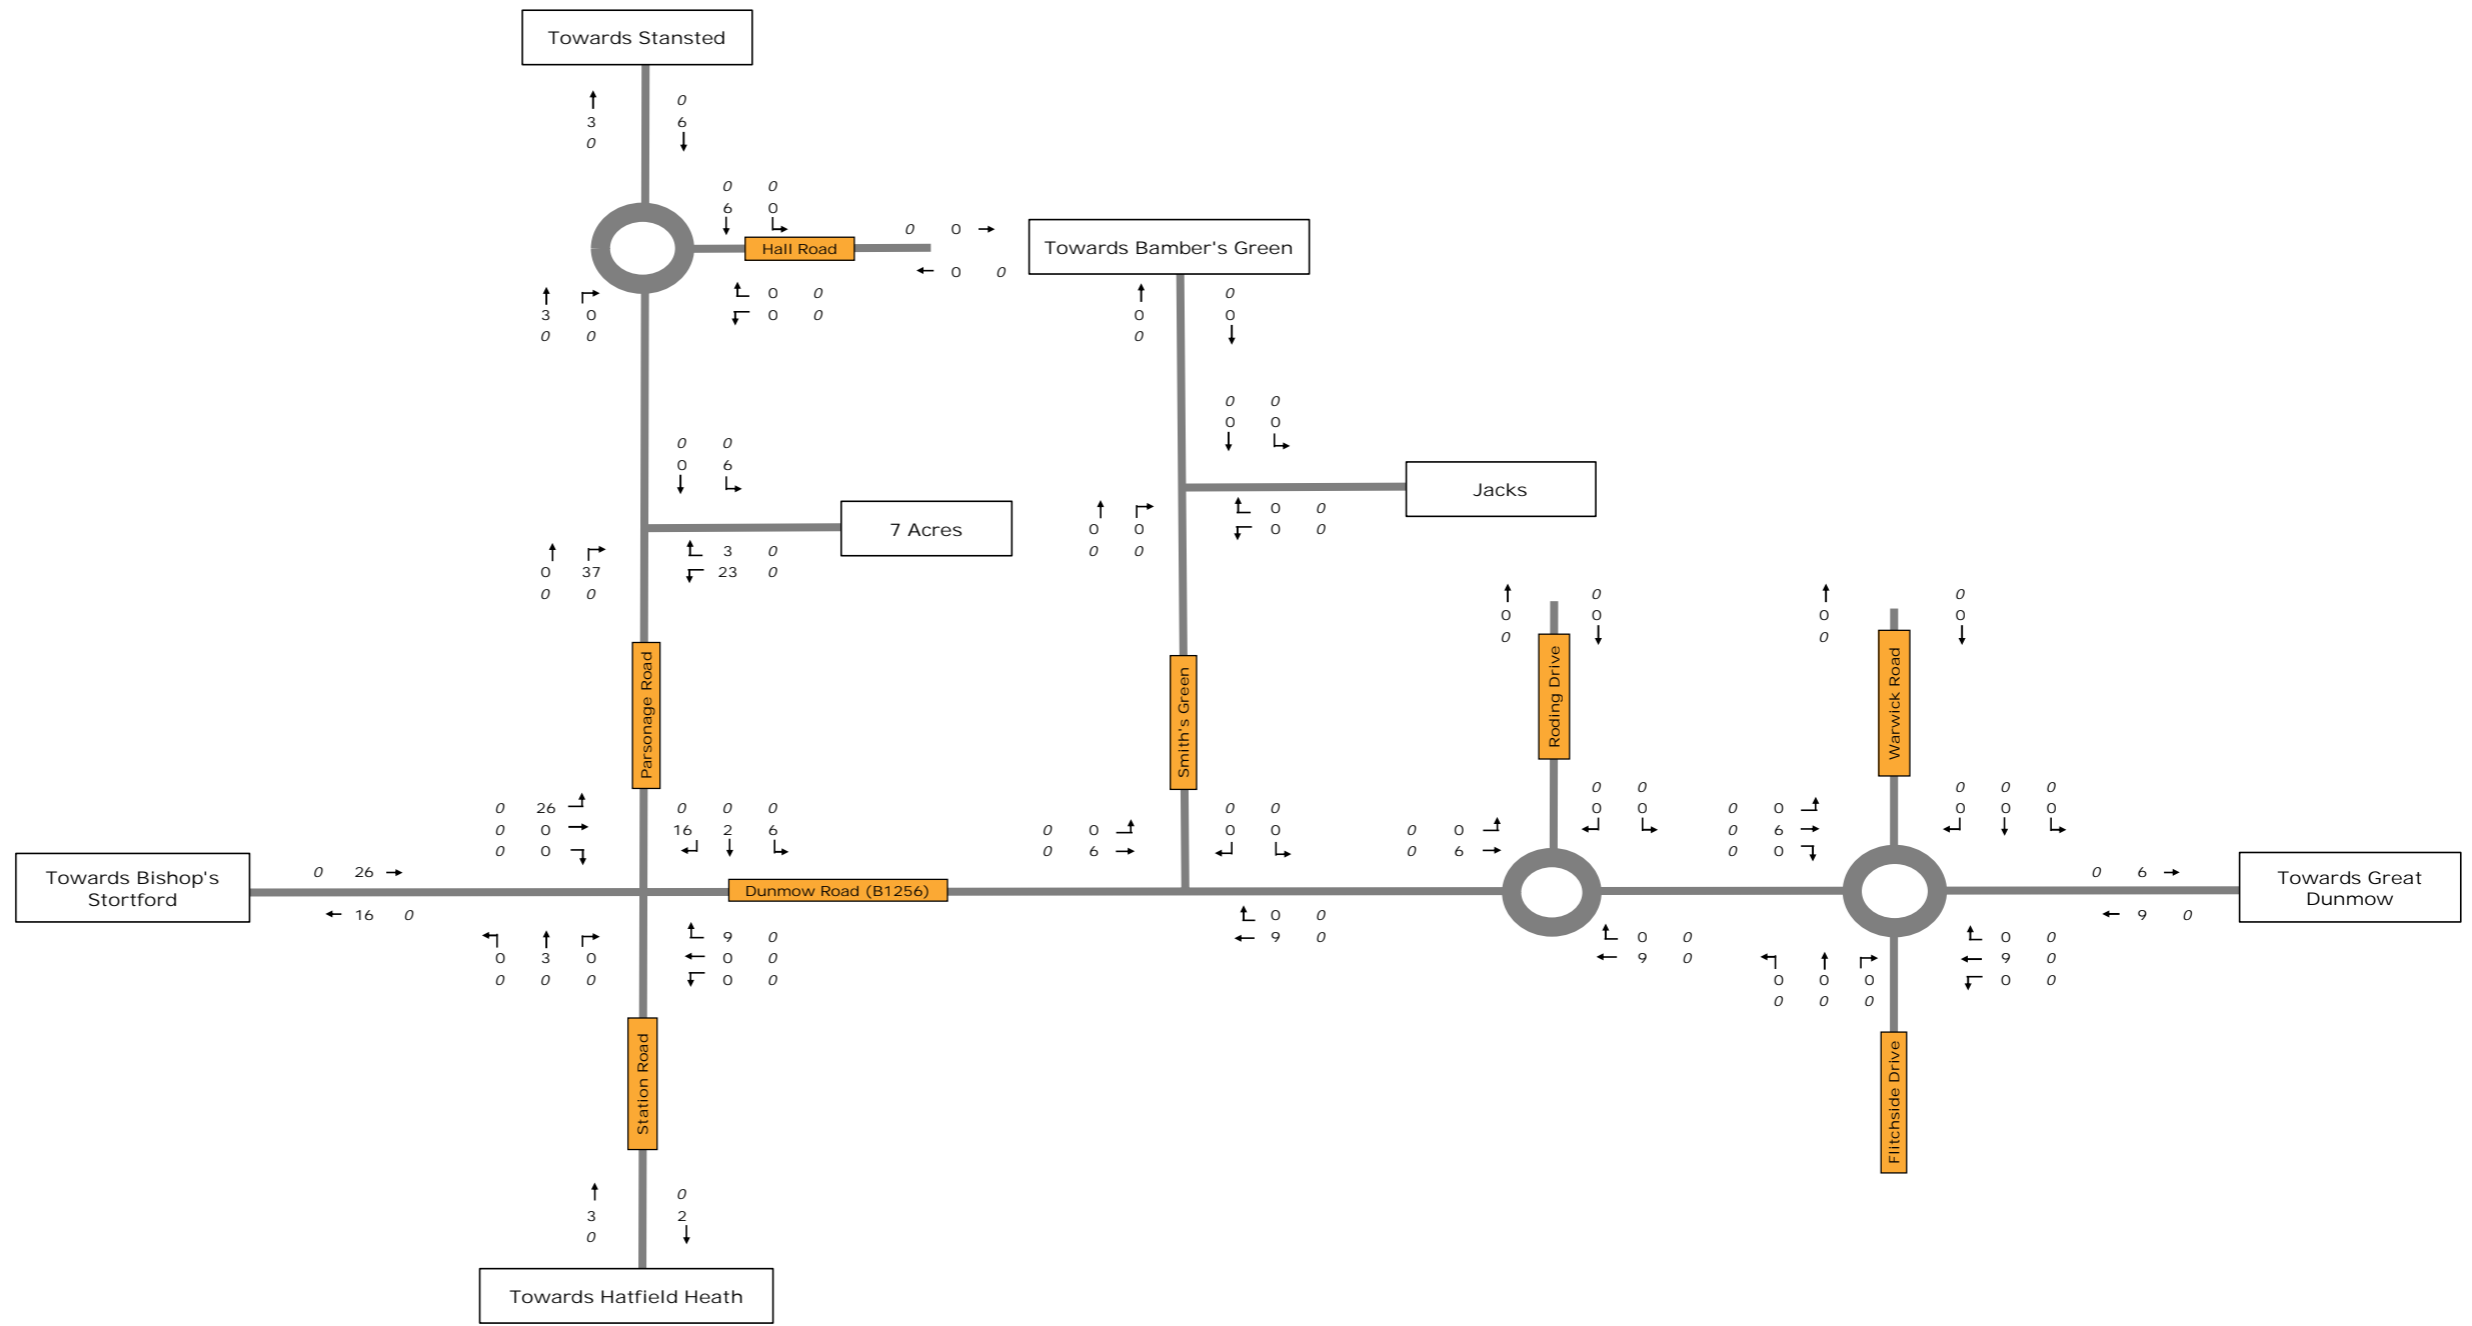 Towards Stansted
0
3 6
0
0 0
6 0
Hall Road
0 0
0 0
0 0
0 0
3 0
0 0
Towards Bamber's Green
0
0 0
0
0 0
0 0
Jacks
0 0
0 0
0 0
0 0
0 0
0 6
7 Acres
3 0
0 37 23 0
0 0
Parsonage Road
Smith's Green
0
0 0
0
Roding Drive
0
0 0
0
Warwick Road
0 26
0 0
0 0
0 0 0
16 2 6
0 0
0 6
0 0
0 0
0 0
0 6
0 0
0 0
0 0
0 6
0 0
0 0 0
0 0 0
Towards Bishop's
Stortford
0 26
16 0
Dunmow Road (B1256)
0 6
9 0
Towards Great
Dunmow
0 3 0
0 0 0
9 0
0 0
0 0
0 0
9 0
0 0
9 0
0 0 0
0 0 0
0 0
9 0
0 0
Station Road
Flitchside Drive
0
3 2
0
Towards Hatfield Heath